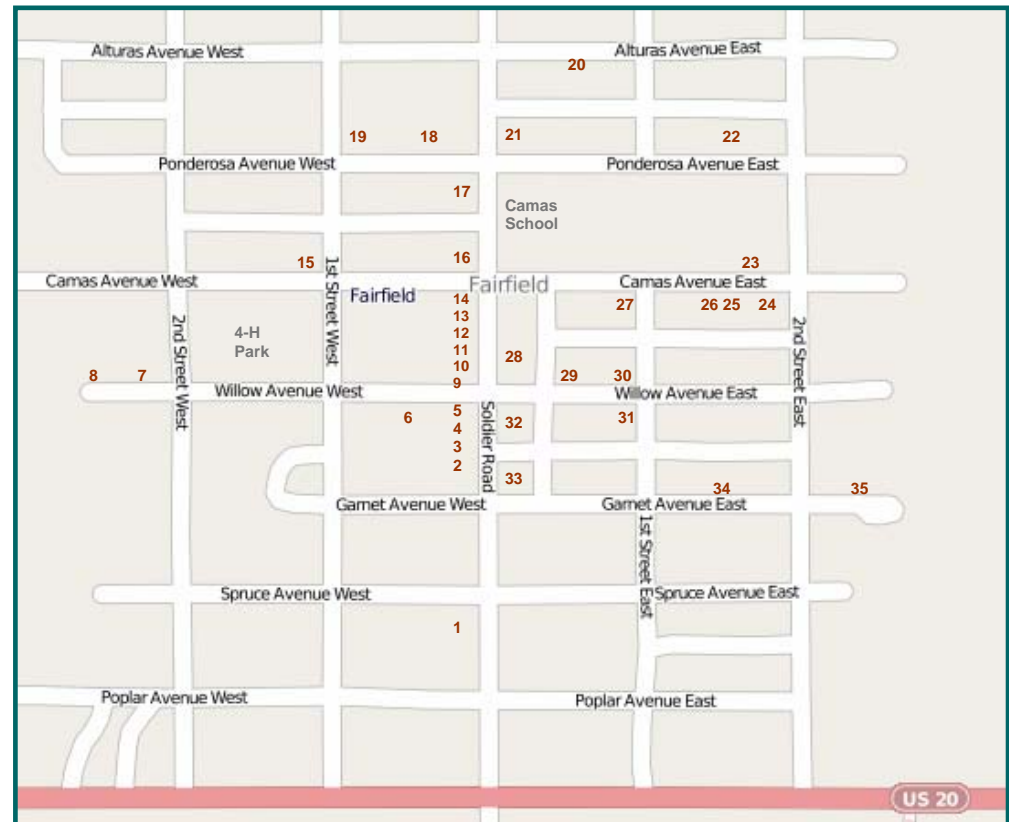 Alturas Avenue West
Alturas Avenue East
20
19
18
21
22
Ponderosa Avenue West
Ponderosa Avenue East
17
Camas
School
15
16
23
Camas Avenue West
Fairfield
Camas Avenue East
1st Street West
Fairfield
14
27
26
25
24
13
2nd Street West
4-H
Park
12
2nd Street East
11
28
10
8
7
9
29
30
Willow Avenue West
Willow Avenue East
6
5
Soldier Road
32
31
4
3
2
33
34
35
Garnet Avenue West
Garnet Avenue East
1st Street East
Spruce Avenue West
Spruce Avenue East
1
Poplar Avenue West
Poplar Avenue East
US 20